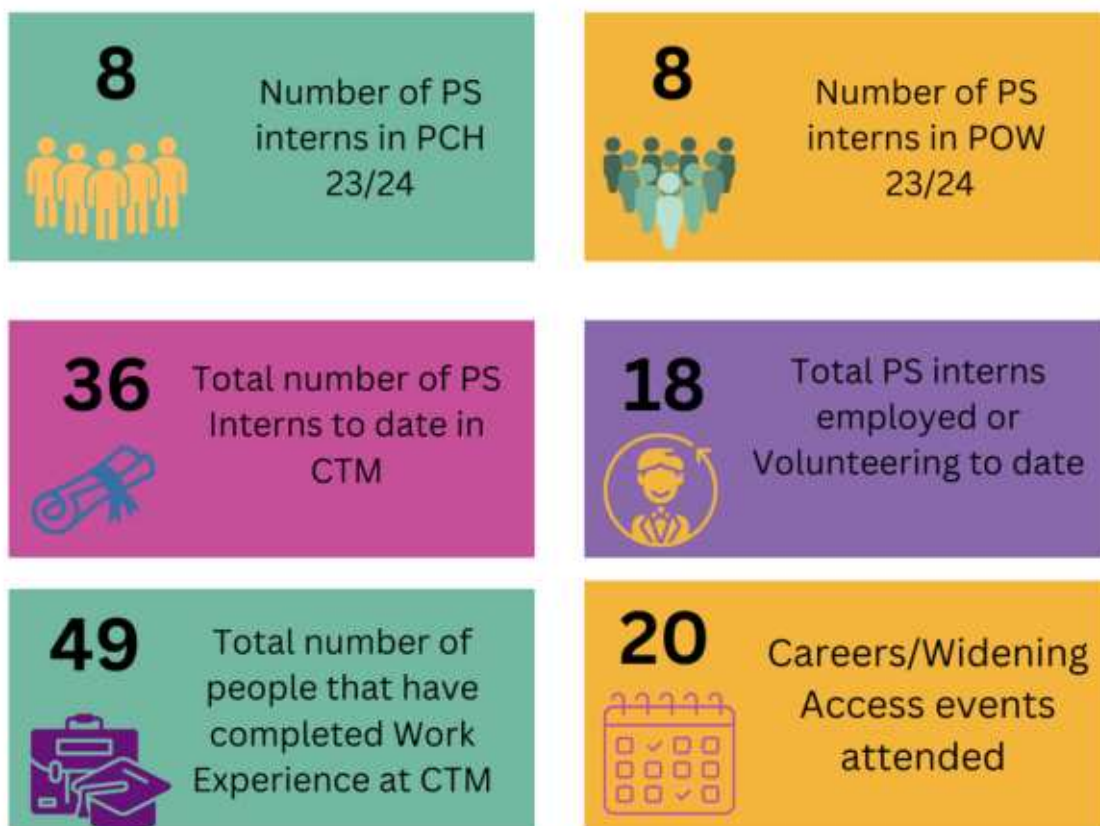 8
Number of PS
interns in PCH
23/24
8
Number of PS
interns in POW
23/24
36
Total number of PS
Interns to date in
CTM
18
Total PS interns
employed or
Volunteering to date
49
Total number of
people that have
completed Work
Experience at CTM
20
Careers/Widening
Access events
attended